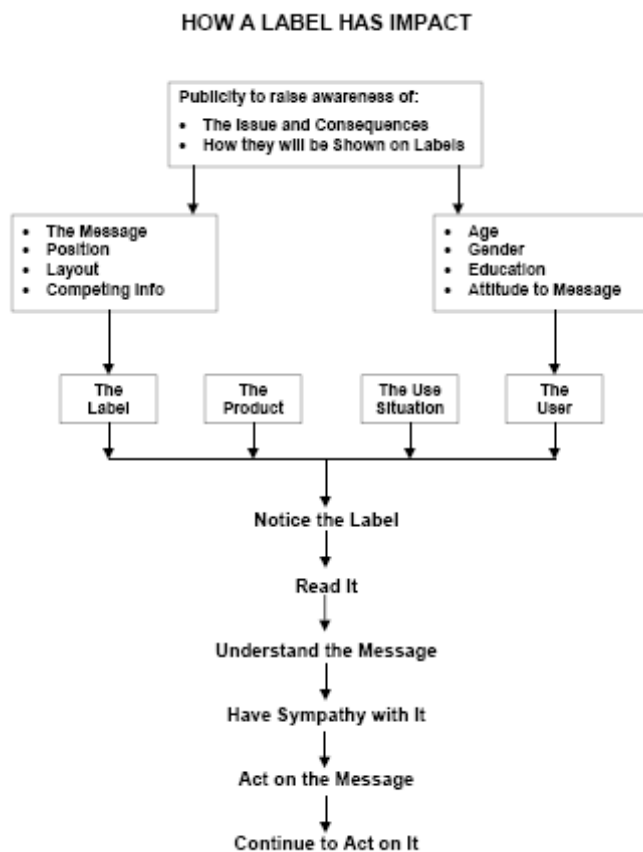 HOW A LABEL HAS IMPACT
Publicity to raise awareness of:
• The Issue and Consequences
• How they will be Shown on Labels
• The Message
• Position
• Layout
• Competing Info
• Age
• Gender
• Education
• Attitude to Message
The
Label
The
Product
The Use
Situation
The
User
Notice the Label
Read It
Understand the Message
Have Sympathy with It
Act on the Message
Continue to Act on It